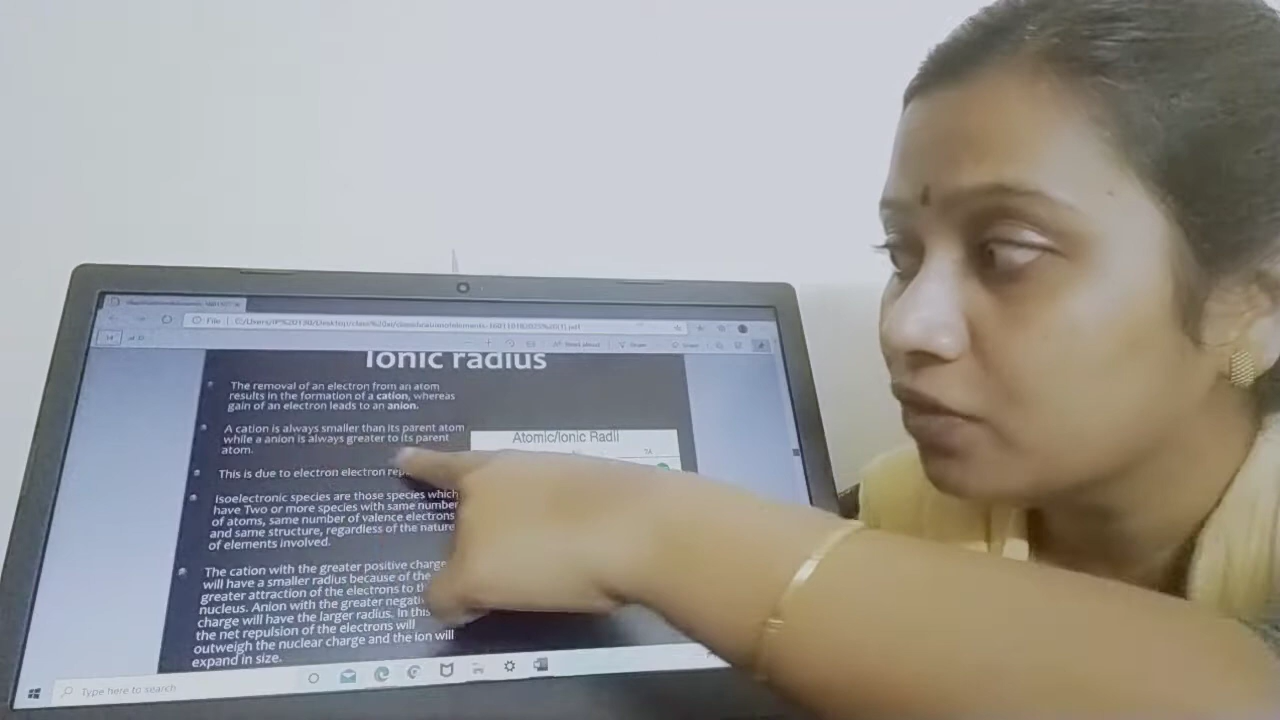 File
Read aloud
Share
Ionic radius
The removal of an electron from an atom
results in the formation of a cation, whereas
gain of an electron leads to an anion.
A cation is always smaller than its parent atom
while a anion is always greater to its parent
atom.
This is due to electron electron
Isoelectronic species are those species which
have Two or more species with same number
of atoms, same number of valence electrons
and same structure, regardless of the nature
of elements involved.
The cation with the greater positive charge
will have a smaller radius because of the
greater attraction of the electrons to
nucleus. Anion with the greater
charge will have the larger radius. In this
the net repulsion of the electrons will
outweigh the nuclear charge and the ion will
expand in size.
Atomic/Ionic Radii
Type here to search